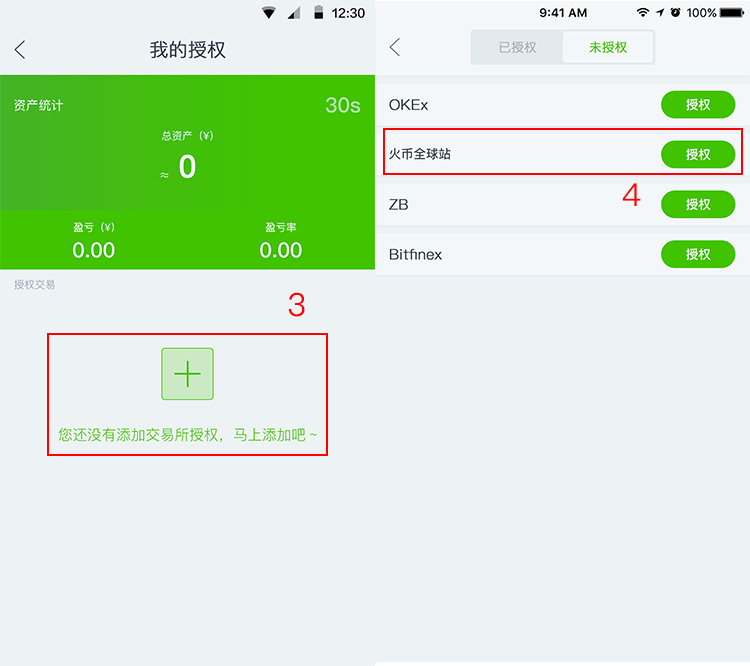 12:30
我的授权
资产统计
30s
总资产（¥）
≈ 0
盈亏（¥）
盈亏率
0.00
0.00
授权交易
3
您还没有添加交易所授权，马上添加吧 ~
9:41 AM
100%
已授权
未授权
OKEx
授权
火币全球站
授权
4
ZB
授权
Bitfinex
授权